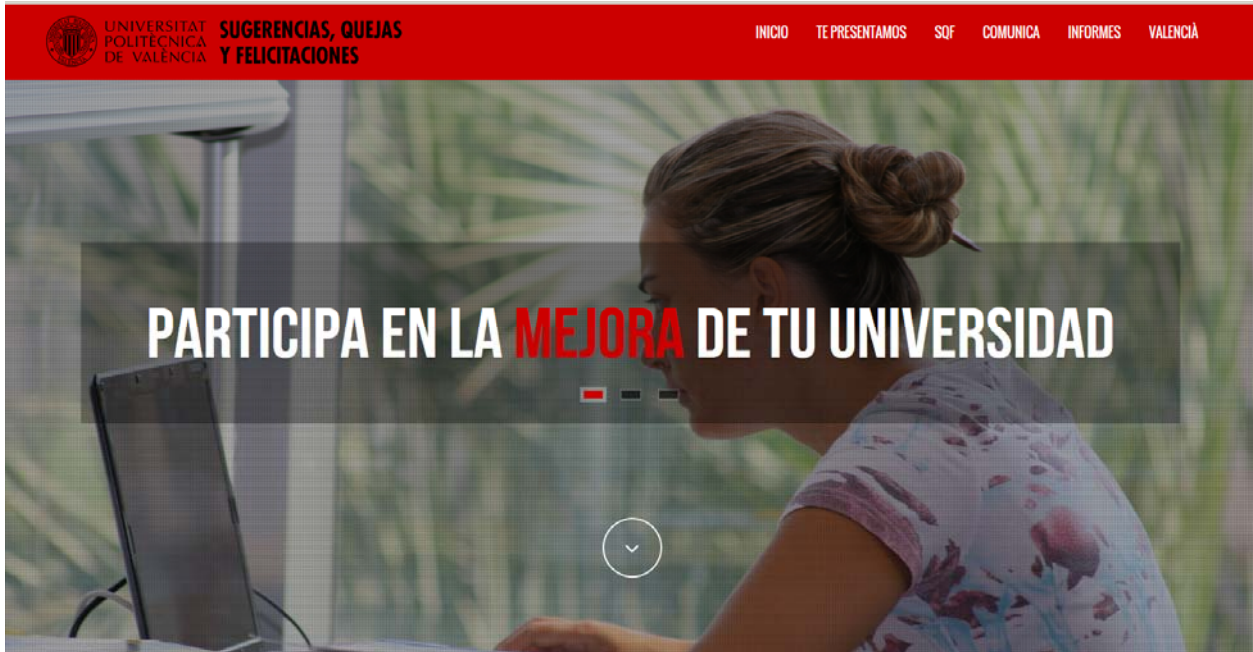 UNIVERSITAT
POLITÈCNICA
DE VALÈNCIA
SUGERENCIAS, QUEJAS
Y FELICITACIONES
INICIO TE PRESENTAMOS SQF COMUNICA INFORMES VALENCIÀ
PARTICIPA EN LA MEJORA DE TU UNIVERSIDAD